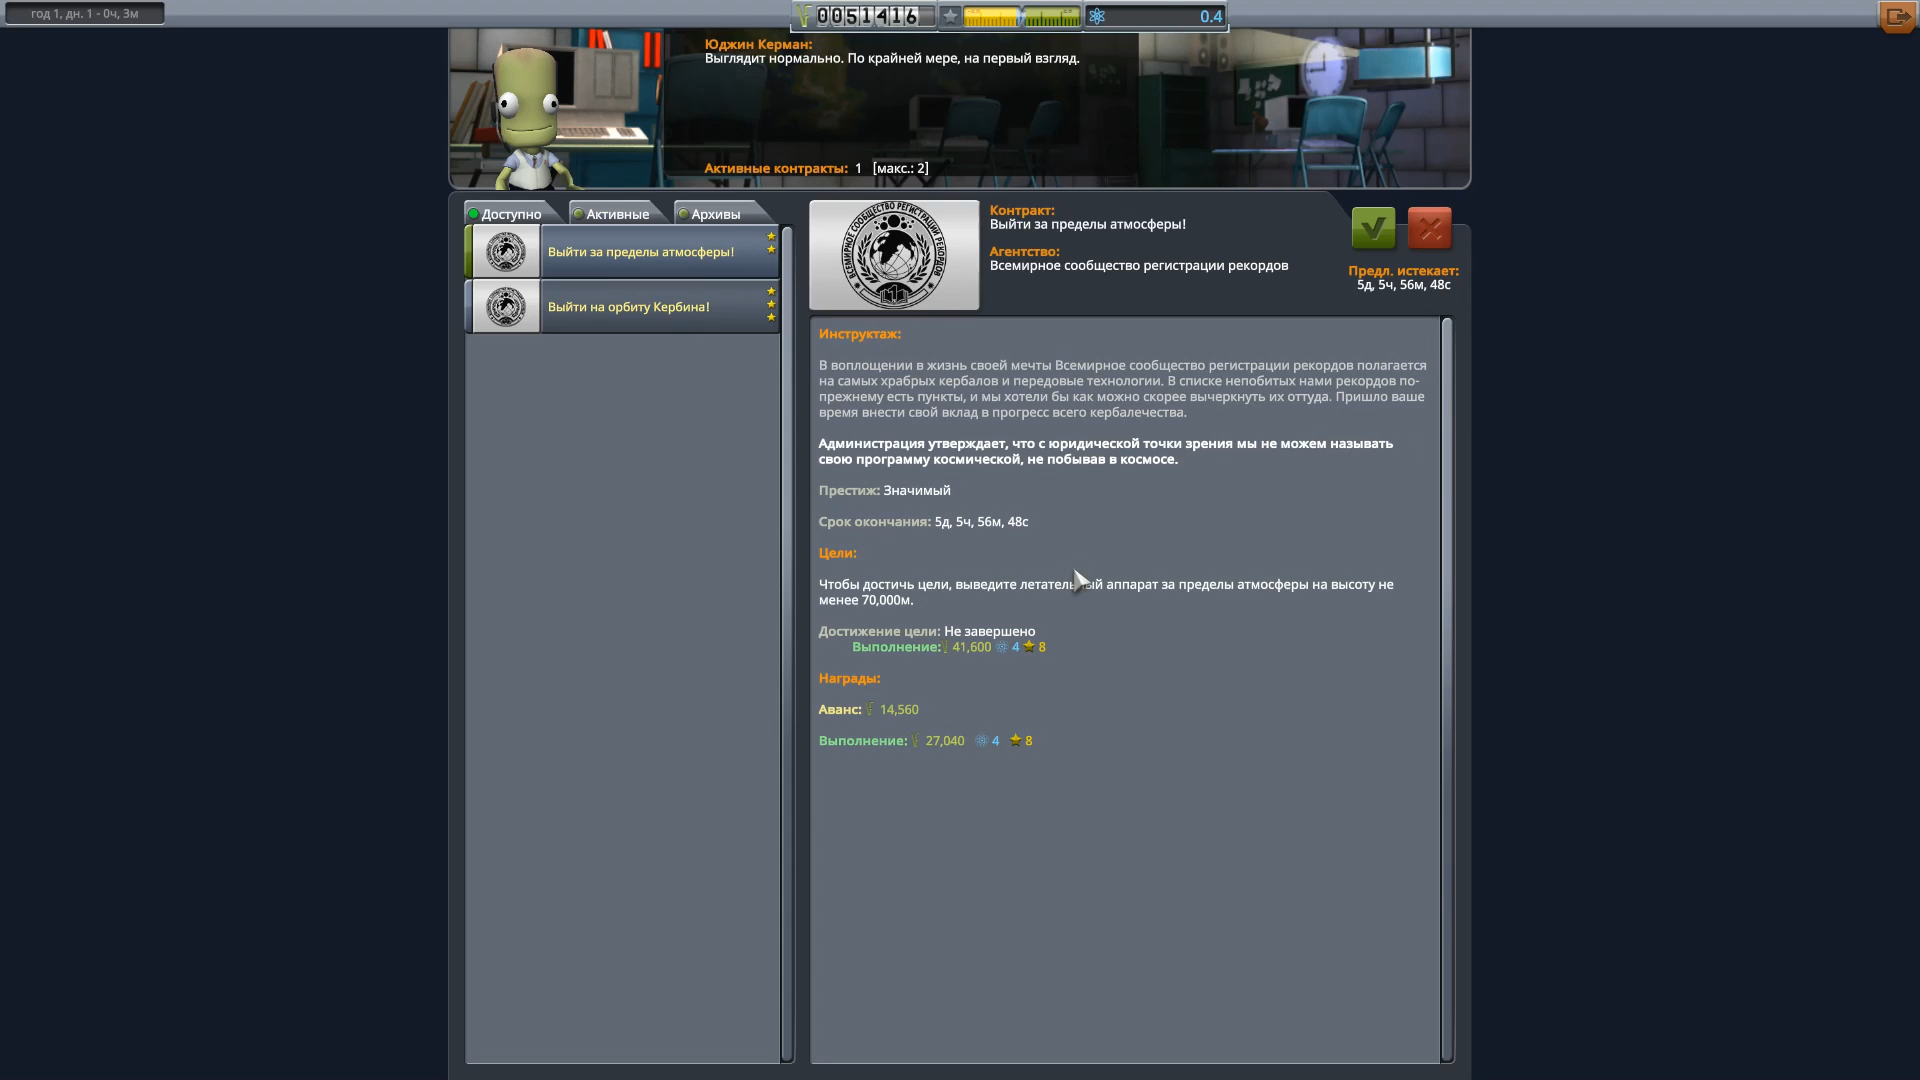 год 1, дн. 1 - 0ч, 3м
0051416
0.4
Юджин Керман:
Выглядит нормально. По крайней мере, на первый взгляд.
Активные контракты: 1 [макс.: 2]
Доступно
Активные
Архивы
Выйти за пределы атмосферы!
Выйти на орбиту Кербина!
ВСЕМИРНОЕ СООБЩЕСТВО РЕГИСТРАЦИИ РЕКОРДОВ
1
Контракт:
Выйти за пределы атмосферы!
Агентство:
Всемирное сообщество регистрации рекордов
Предл. истекает:
5д, 5ч, 56м, 48с
Инструктаж:
В воплощении в жизнь своей мечты Всемирное сообщество регистрации рекордов полагается
на самых храбрых кербалов и передовые технологии. В списке непобитых нами рекордов по-
прежнему есть пункты, и мы хотели бы как можно скорее вычеркнуть их оттуда. Пришло ваше
время внести свой вклад в прогресс всего кербалечества.
Администрация утверждает, что с юридической точки зрения мы не можем называть
свою программу космической, не побывав в космосе.
Престиж: Значимый
Срок окончания: 5д, 5ч, 56м, 48с
Цели:
Чтобы достичь цели, выведите летательный аппарат за пределы атмосферы на высоту не
менее 70,000м.
Достижение цели: Не завершено
Выполнение: 41,600 4 8
Награды:
Аванс: 14,560
Выполнение: 27,040 4 8